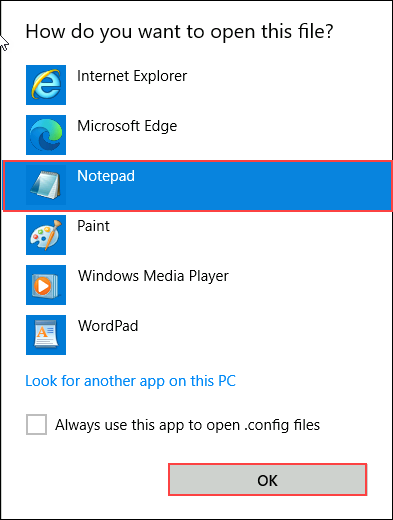 How do you want to open this file?
Internet Explorer
Microsoft Edge
Notepad
Paint
Windows Media Player
WordPad
Look for another app on this PC
Always use this app to open .config files
OK